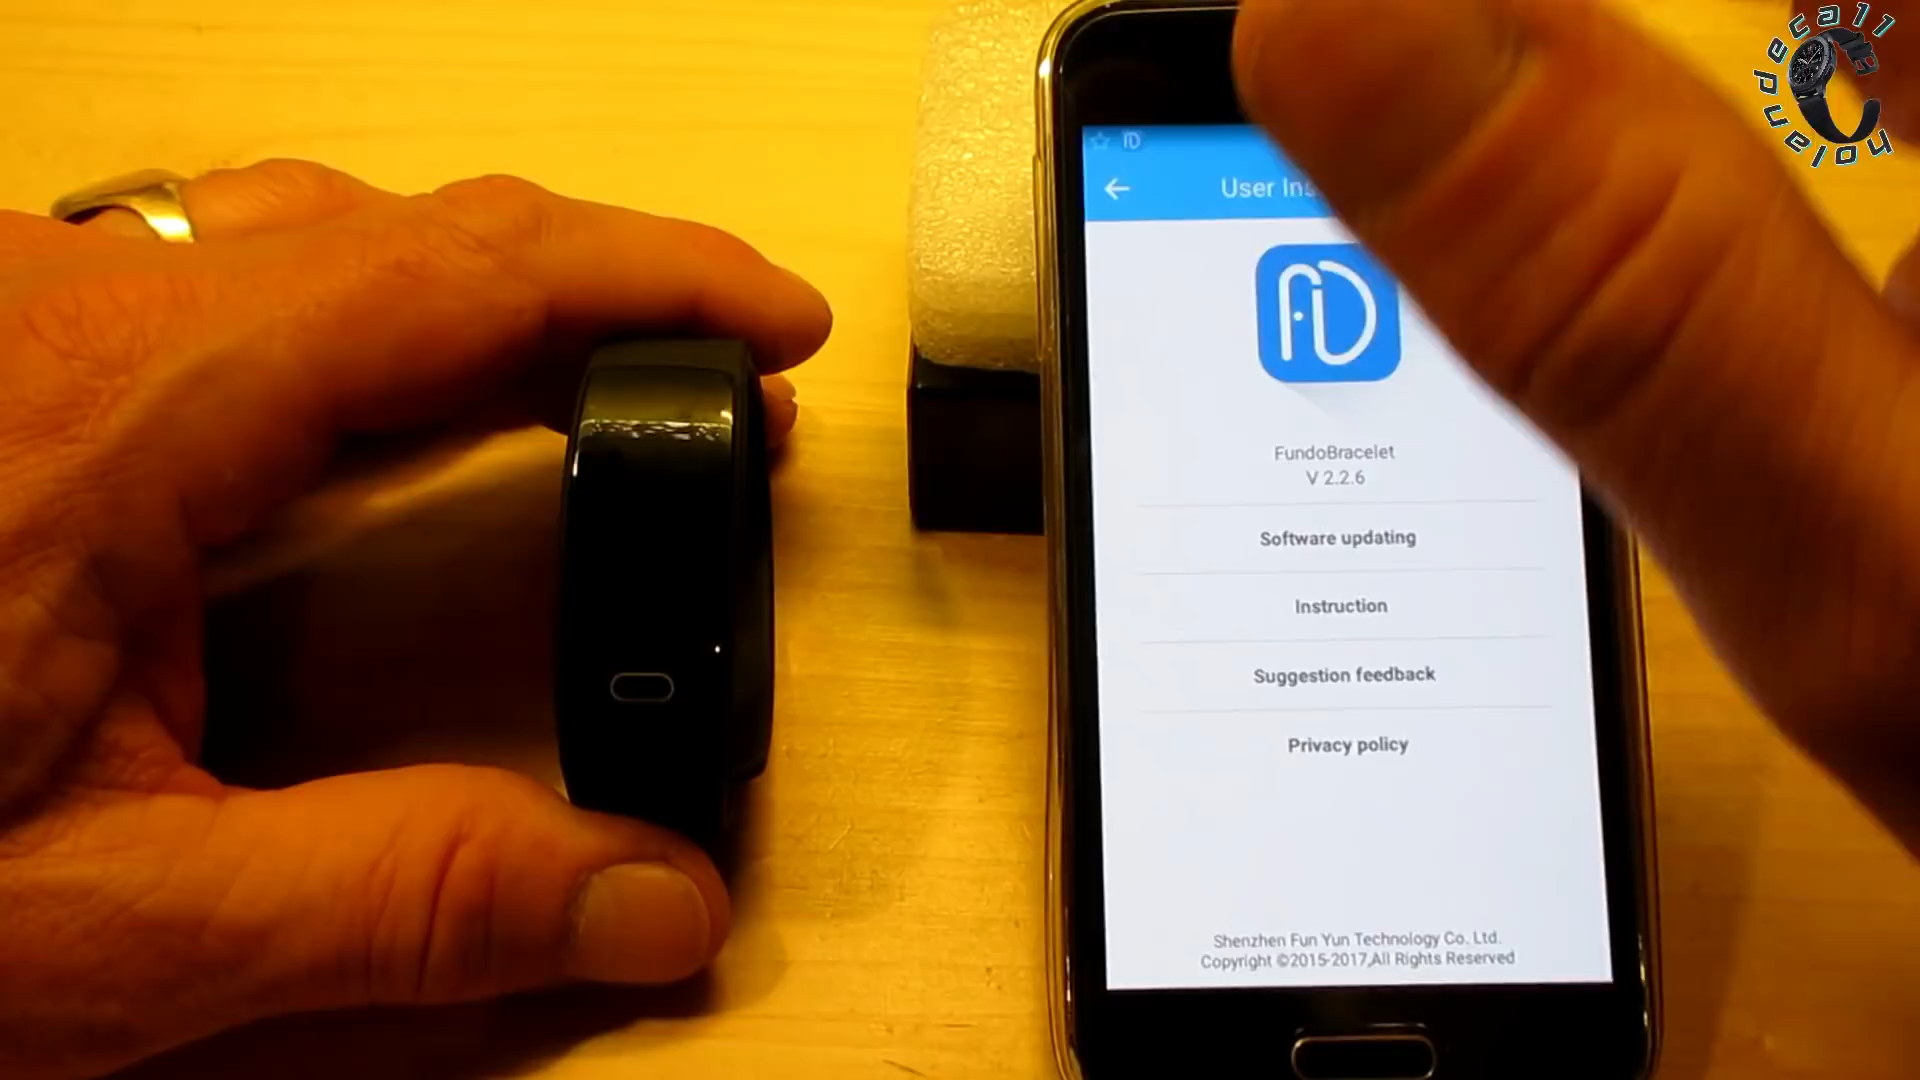 holandecall
User Ins
FundoBracelet
V 2.2.6
Software updating
Instruction
Suggestion feedback
Privacy policy
Shenzhen Fun Yun Technology Co. Ltd.
Copyright ©2015-2017,All Rights Reserved